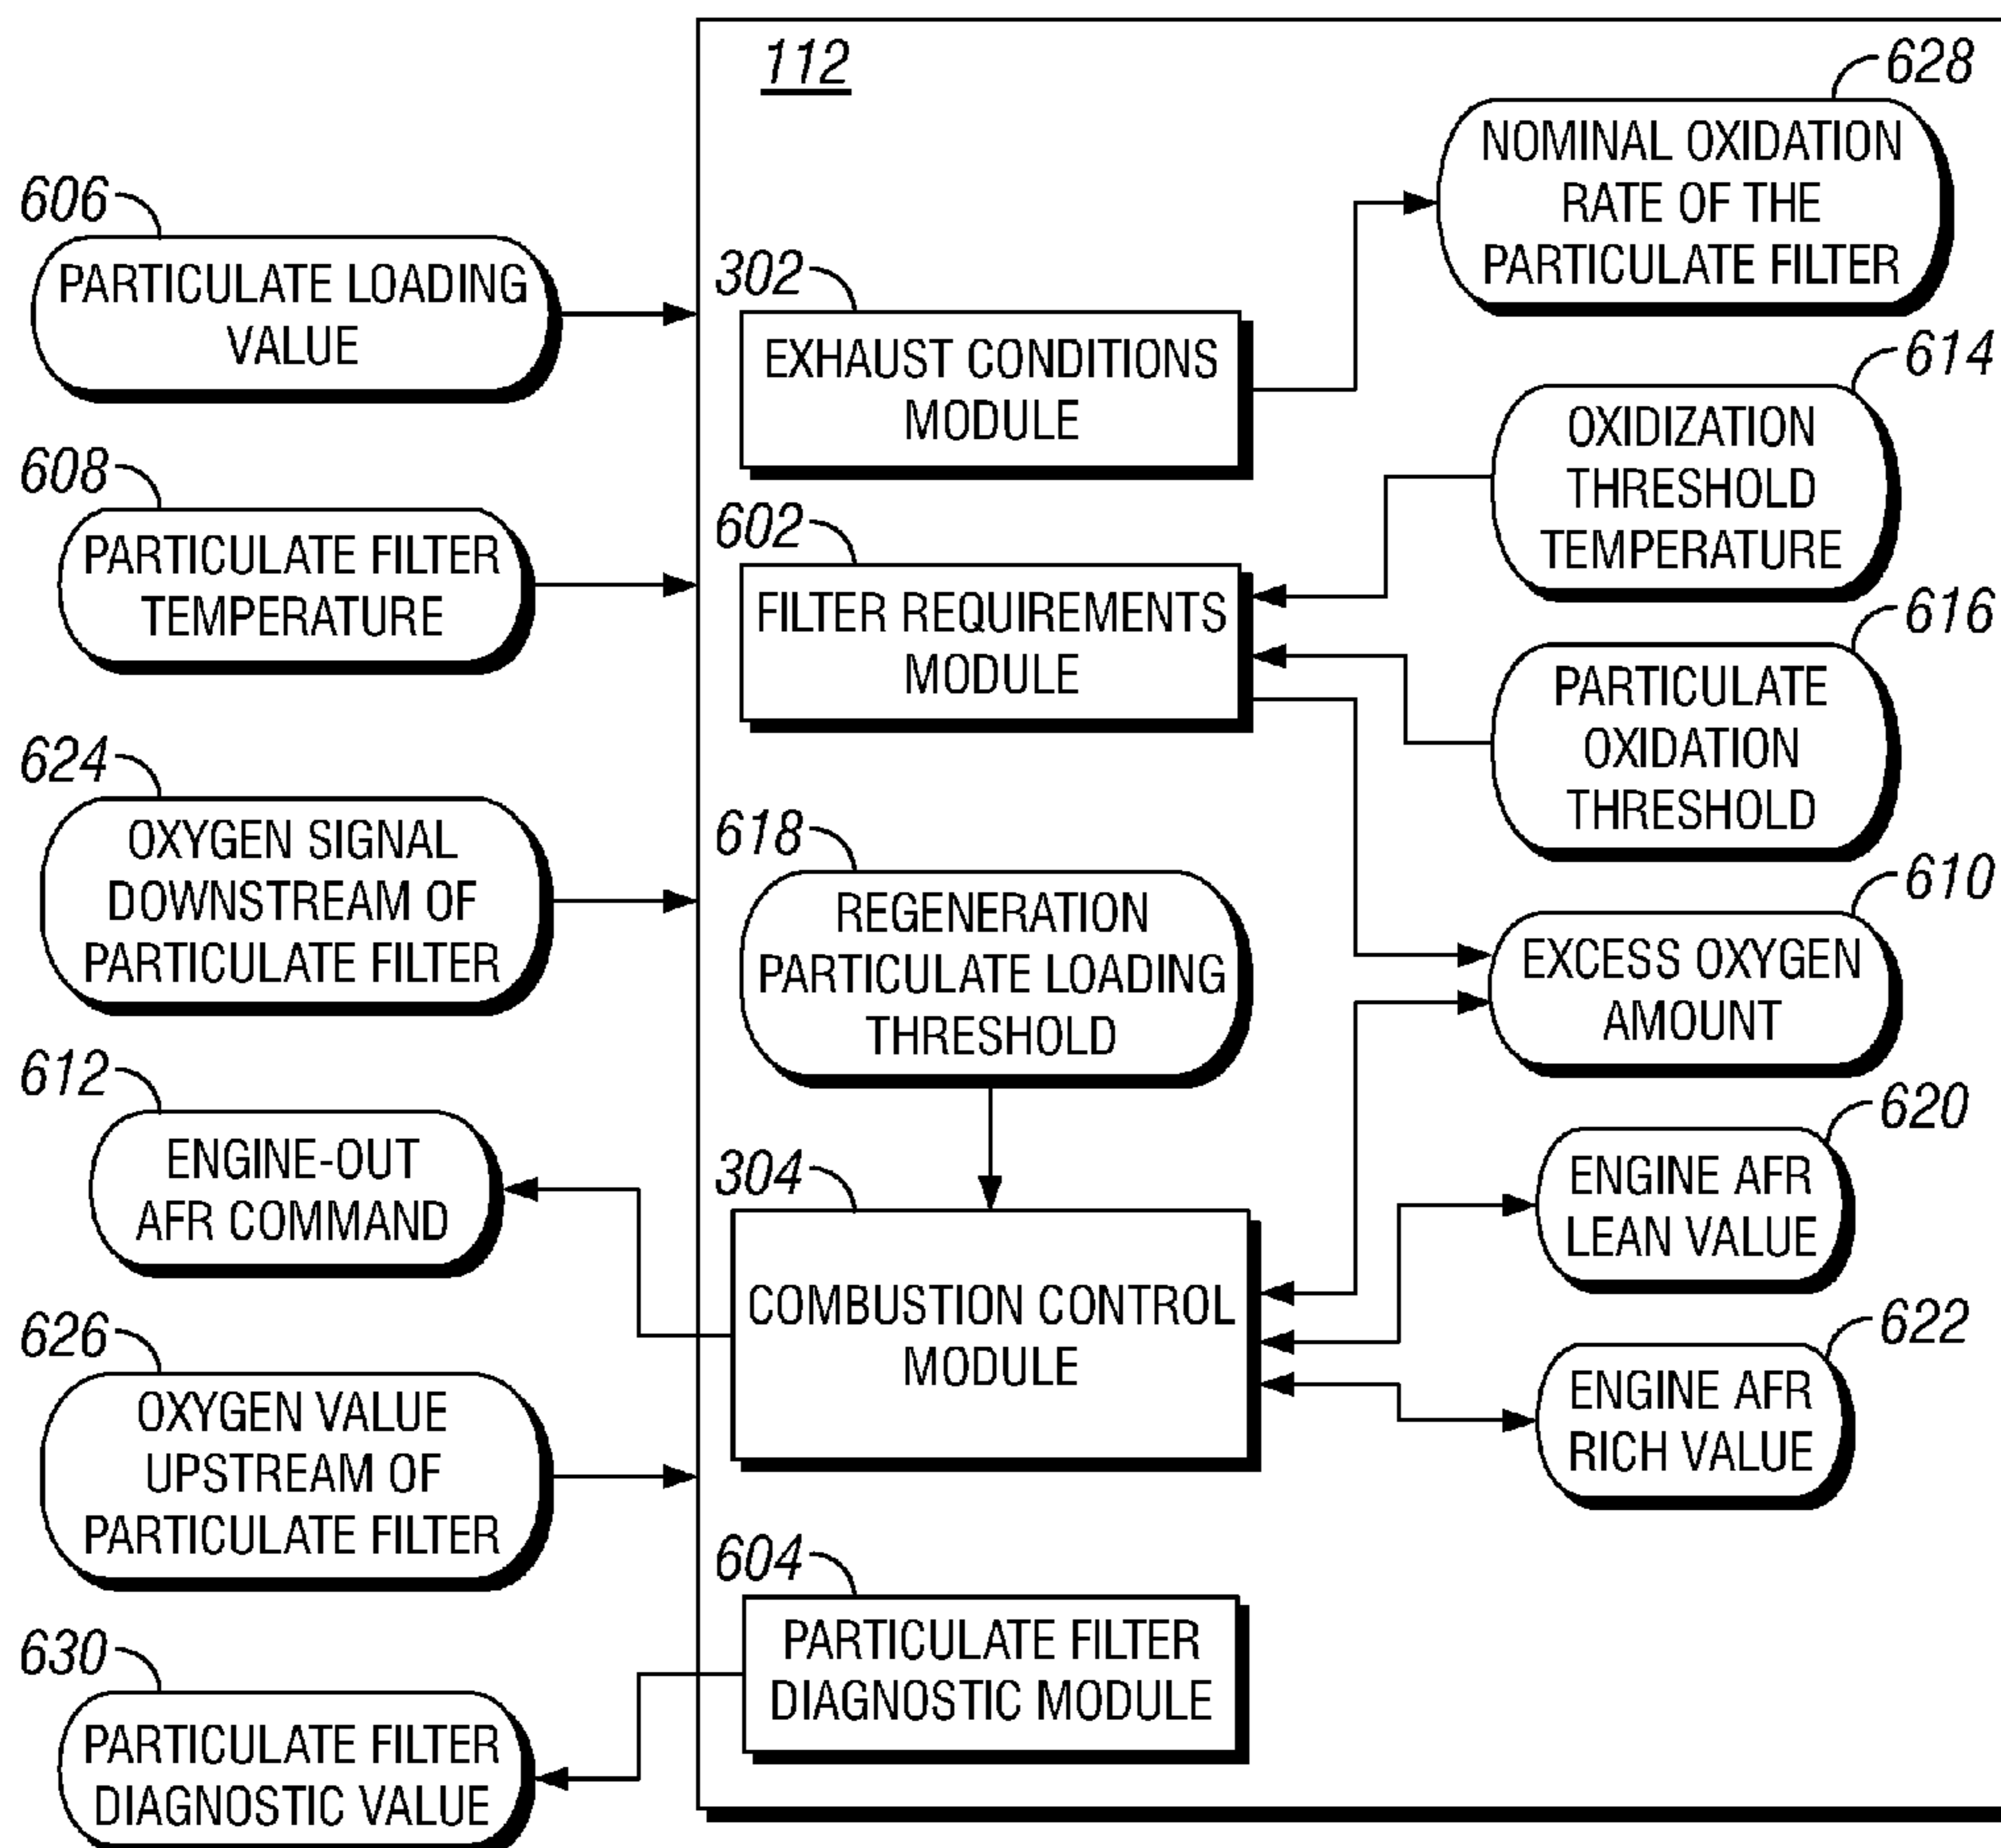 112
628
NOMINAL OXIDATION
RATE OF THE
PARTICULATE FILTER
606
PARTICULATE LOADING
VALUE
302
EXHAUST CONDITIONS
MODULE
614
OXIDIZATION
THRESHOLD
TEMPERATURE
608
PARTICULATE FILTER
TEMPERATURE
602
FILTER REQUIREMENTS
MODULE
616
PARTICULATE
OXIDATION
THRESHOLD
624
OXYGEN SIGNAL
DOWNSTREAM OF
PARTICULATE FILTER
618
REGENERATION
PARTICULATE LOADING
THRESHOLD
610
EXCESS OXYGEN
AMOUNT
612
ENGINE-OUT
AFR COMMAND
304
COMBUSTION CONTROL
MODULE
620
ENGINE AFR
LEAN VALUE
626
OXYGEN VALUE
UPSTREAM OF
PARTICULATE FILTER
622
ENGINE AFR
RICH VALUE
604
PARTICULATE FILTER
DIAGNOSTIC MODULE
630
PARTICULATE FILTER
DIAGNOSTIC VALUE